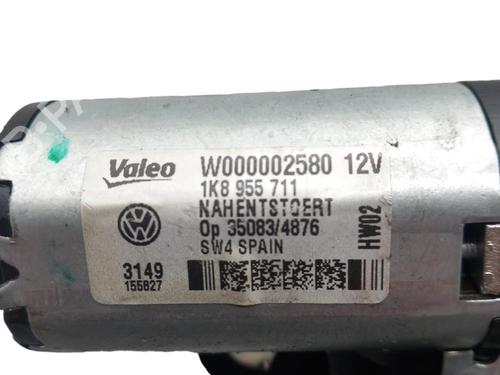 Valeo W000002580 12V
1K8 955 711
NAHENTSTOERT
Op 35083/4876
SW4 SPAIN
HW02
3149
155827